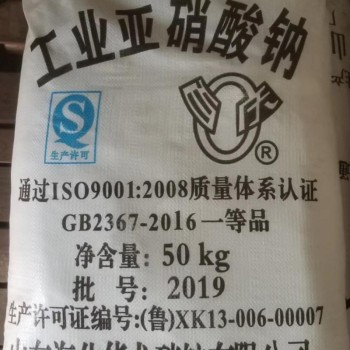 工业亚硝酸钠
生产许可
®
通过ISO9001:2008质量体系认证
GB2367-2016一等品
净含量:50kg
批号:2019
生产许可证编号:(鲁)XK13-006-00007